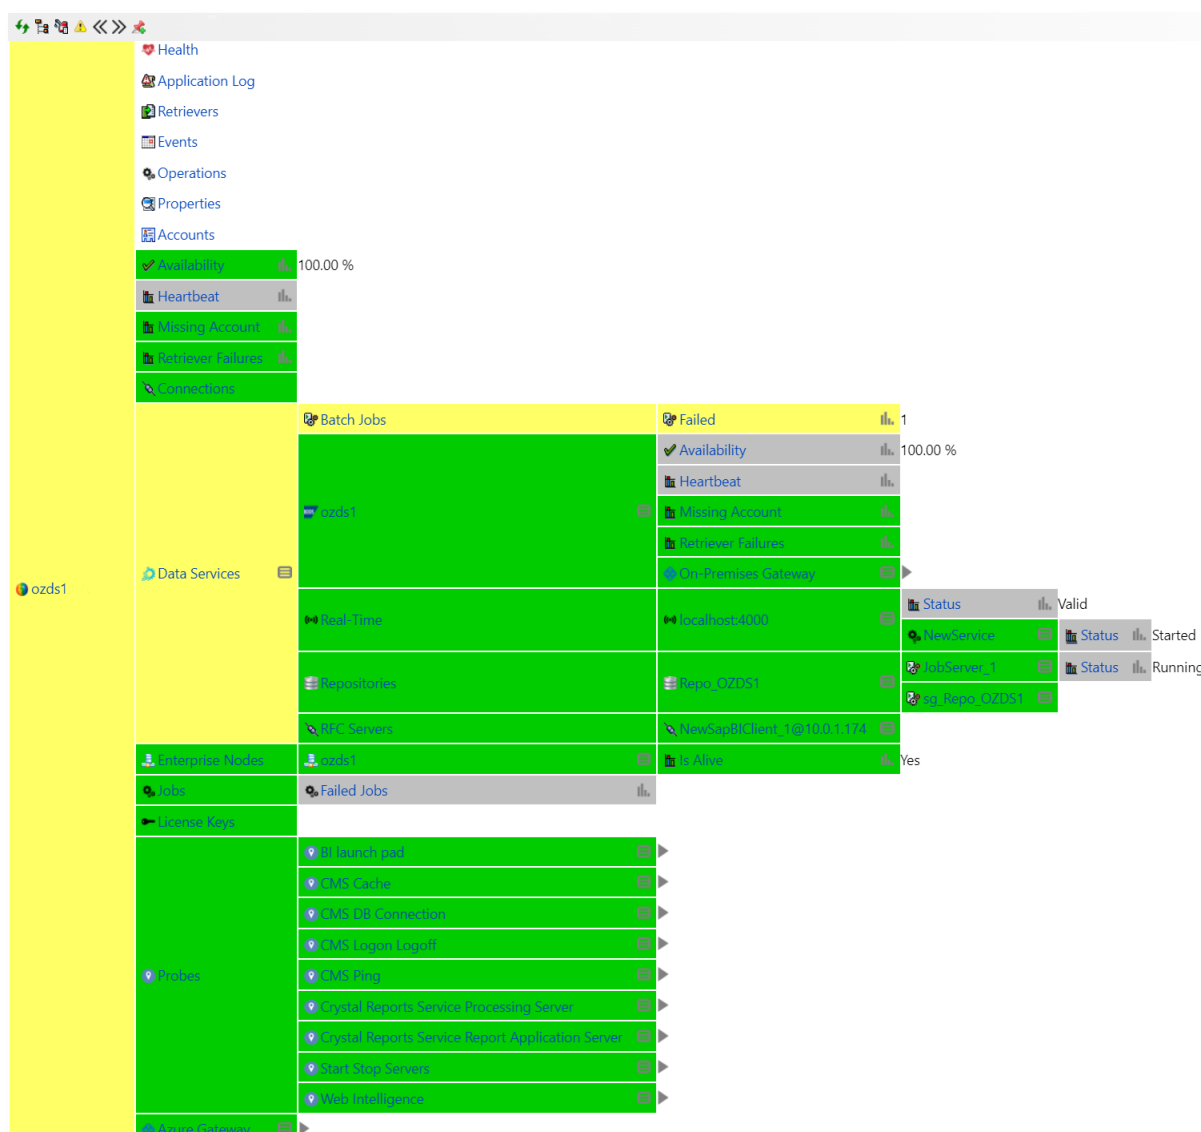 Health
Application Log
Retrievers
Events
Operations
Properties
Accounts
Availability 100.00 %
Heartbeat
Missing Account
Retriever Failures
Connections
Batch Jobs Failed 1
Availability 100.00 %
Heartbeat
ozds1 Missing Account
Retriever Failures
On-Premises Gateway
ozds1 Data Services
Status Valid
Real-Time localhost:4000
NewService Status Started
JobServer_1 Status Running
Repositories Repo_OZDS1
sg_Repo_OZDS1
RFC Servers NewSapBIClient_1@10.0.1.174
Enterprise Nodes ozds1 Is Alive Yes
Jobs Failed Jobs
License Keys
BI launch pad
CMS Cache
CMS DB Connection
CMS Logon Logoff
Probes CMS Ping
Crystal Reports Service Processing Server
Crystal Reports Service Report Application Server
Start Stop Servers
Web Intelligence
Azure Gateway